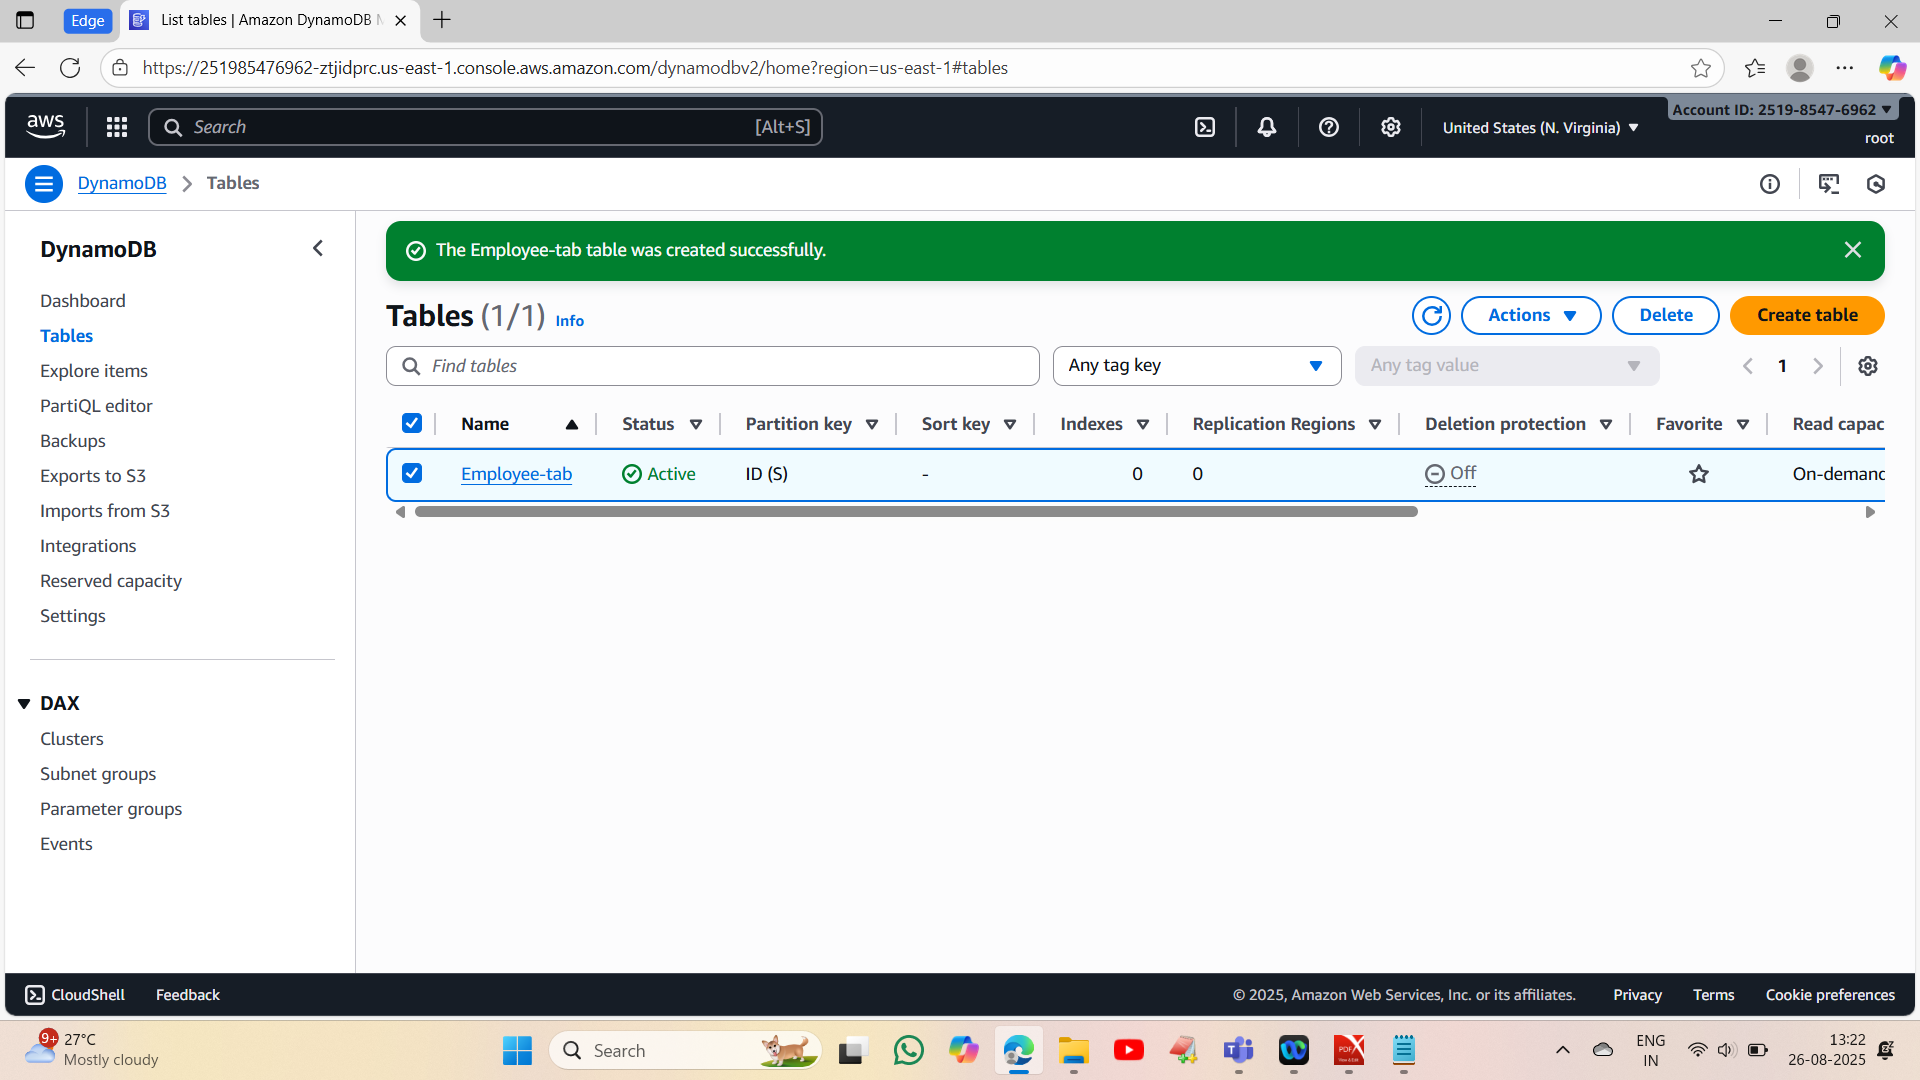 Edge
List tables | Amazon DynamoDB
https://251985476962-ztjidprc.us-east-1.console.aws.amazon.com/dynamodbv2/home?region=us-east-1#tables
aws
Search
[Alt+S]
United States (N. Virginia)
Account ID: 2519-8547-6962
root
DynamoDB
Tables
DynamoDB
Dashboard
Tables
Explore items
PartiQL editor
Backups
Exports to S3
Imports from S3
Integrations
Reserved capacity
Settings
DAX
Clusters
Subnet groups
Parameter groups
Events
The Employee-tab table was created successfully.
Tables (1/1) Info
Actions
Delete
Create table
Find tables
Any tag key
Any tag value
1
Name Status Partition key Sort key Indexes Replication Regions Deletion protection Favorite Read capac
Employee-tab Active ID (S) - 0 0 Off On-demand
CloudShell
Feedback
© 2025, Amazon Web Services, Inc. or its affiliates.
Privacy
Terms
Cookie preferences
9+
27°C
Mostly cloudy
Search
PDF
ENG
IN
13:22
26-08-2025